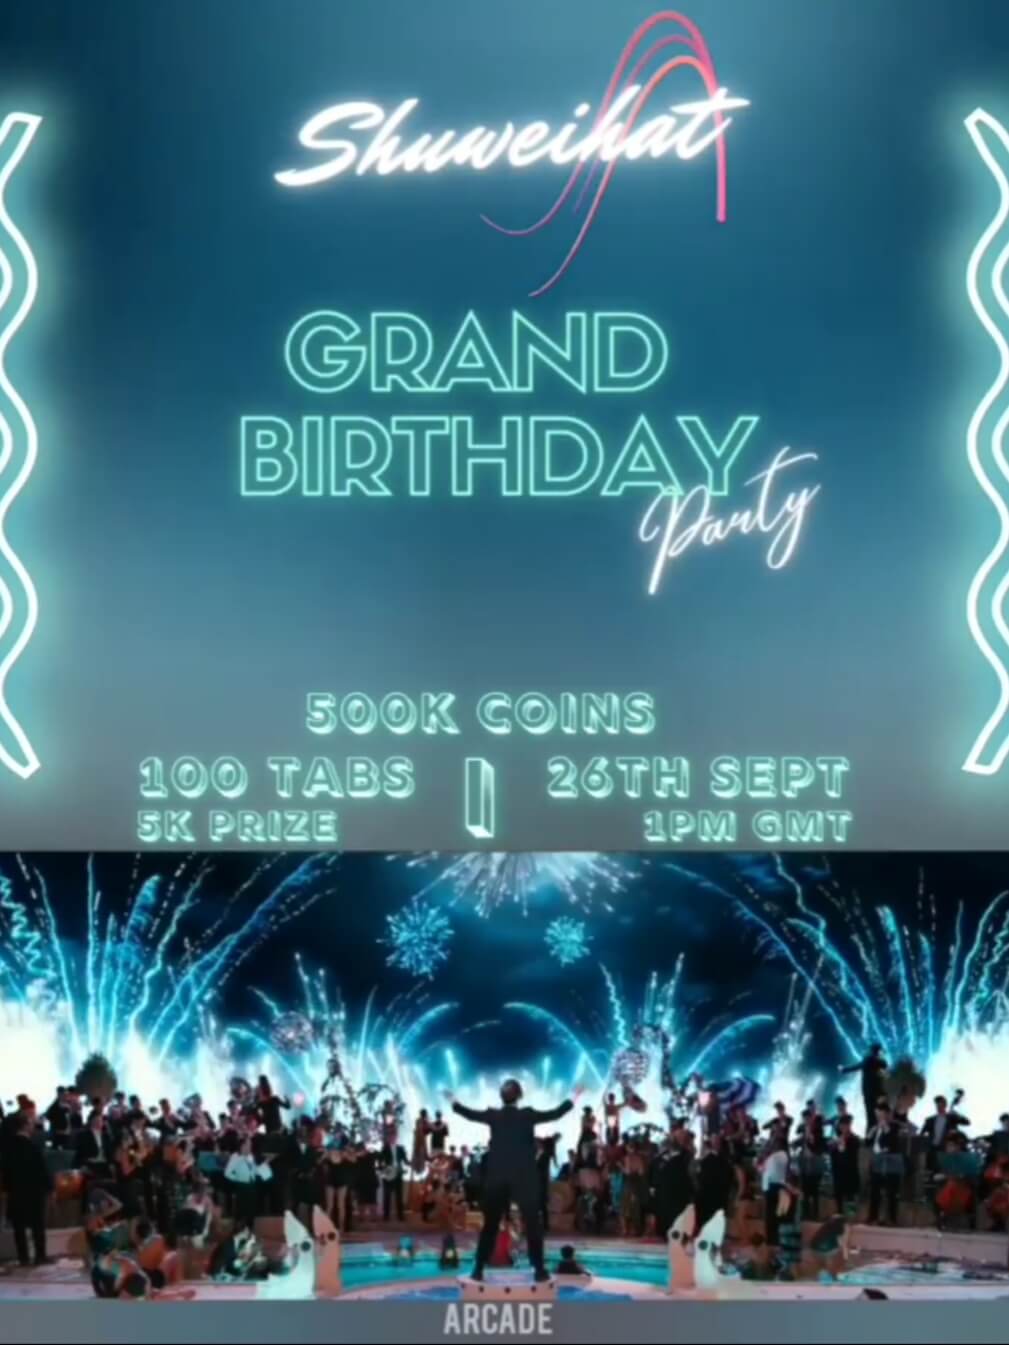 Shuweihat
GRAND
BIRTHDAY
Party
500K COINS
100 TABS
5K PRIZE
26TH SEPT
1PM GMT
ARCADE